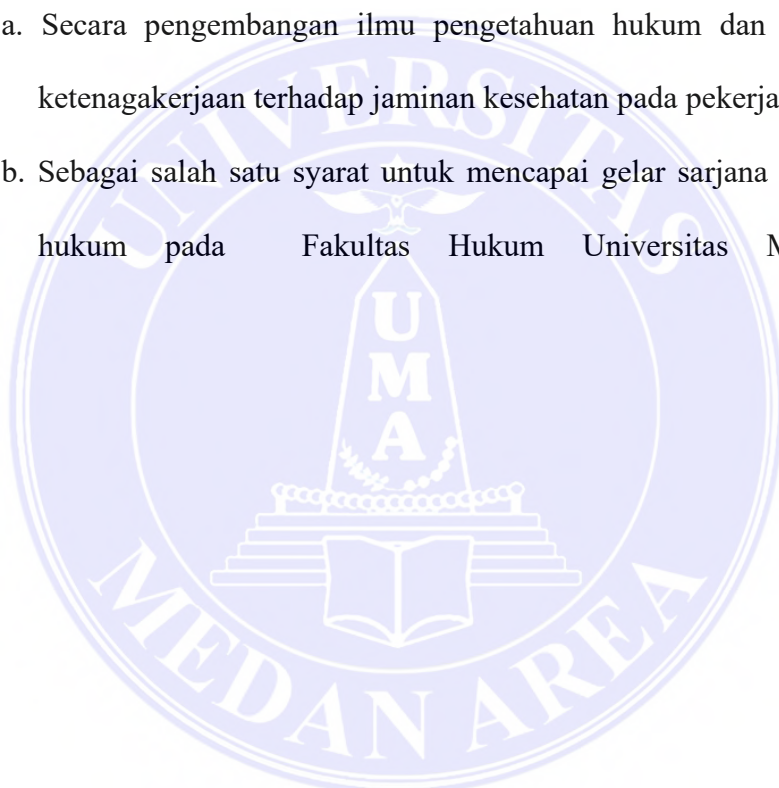 a. Secara pengembangan ilmu pengetahuan hukum dan
ketenagakerjaan terhadap jaminan kesehatan pada pekerja
b. Sebagai salah satu syarat untuk mencapai gelar sarjana
hukum pada Fakultas Hukum Universitas M
UNIVERSITAS
U
M
A
MEDAN AREA